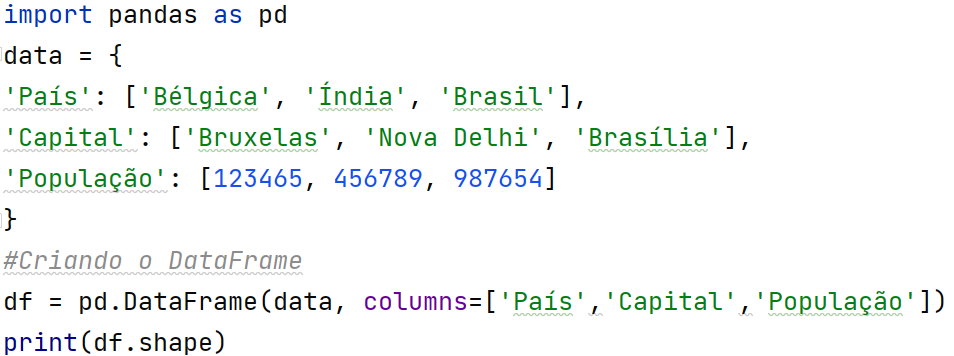 import pandas as pd
data = {
'País': ['Bélgica', 'Índia', 'Brasil'],
'Capital': ['Bruxelas', 'Nova Delhi', 'Brasília'],
'População': [123465, 456789, 987654]
}
#Criando o DataFrame
df = pd.DataFrame(data, columns=['País','Capital','População'])
print(df.shape)